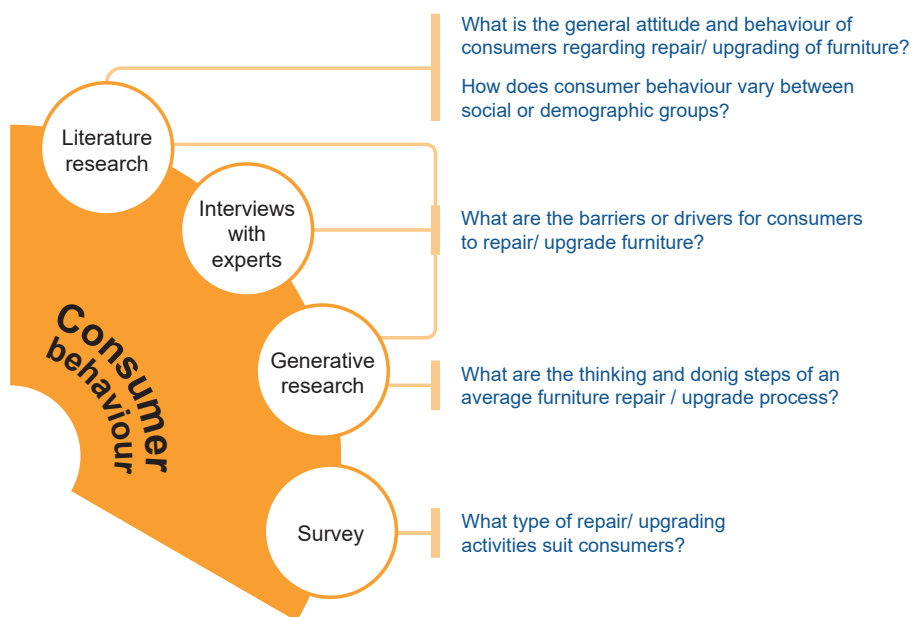 What is the general attitude and behaviour of
consumers regarding repair/ upgrading of furniture?
How does consumer behaviour vary between
social or demographic groups?
Literature
research
Interviews
with
experts
What are the barriers or drivers for consumers
to repair/ upgrade furniture?
Generative
research
What are the thinking and donig steps of an
average furniture repair / upgrade process?
Consumer
behaviour
Survey
What type of repair/ upgrading
activities suit consumers?